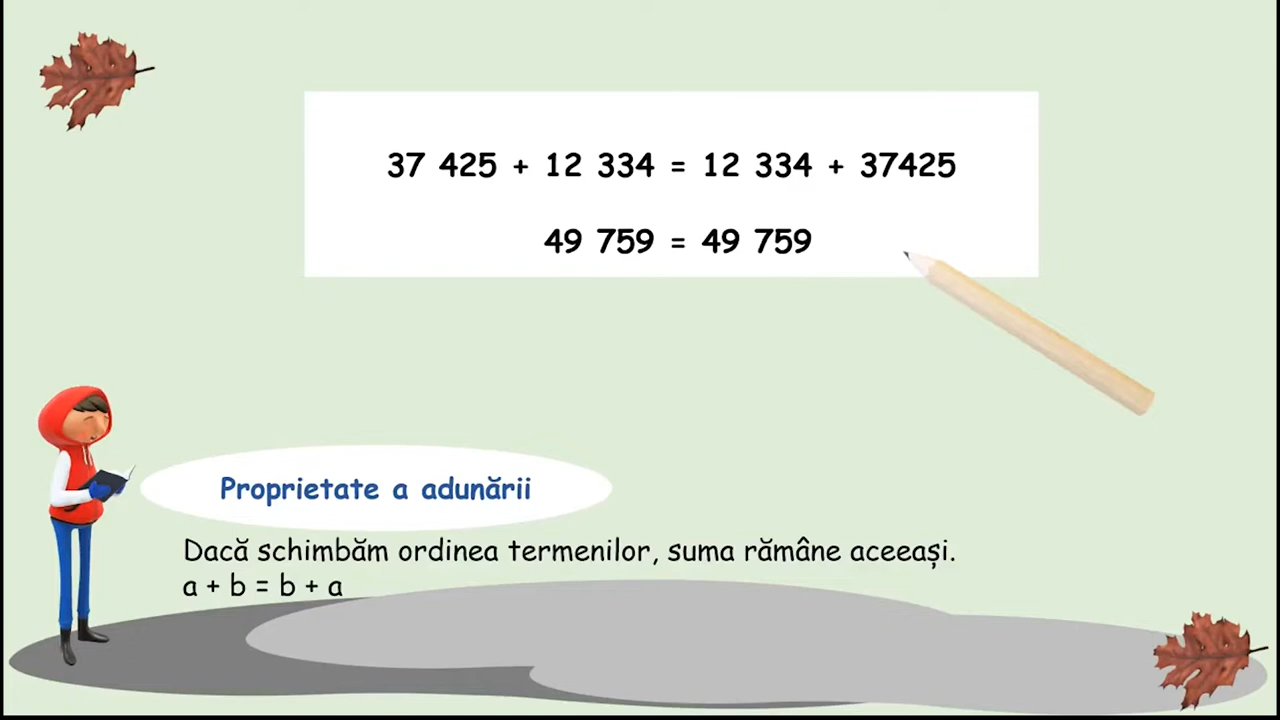 37 425 + 12 334 = 12 334 + 37425
49 759 = 49 759
Proprietate a adunării
Dacă schimbăm ordinea termenilor, suma rămâne aceeași.
a + b = b + a